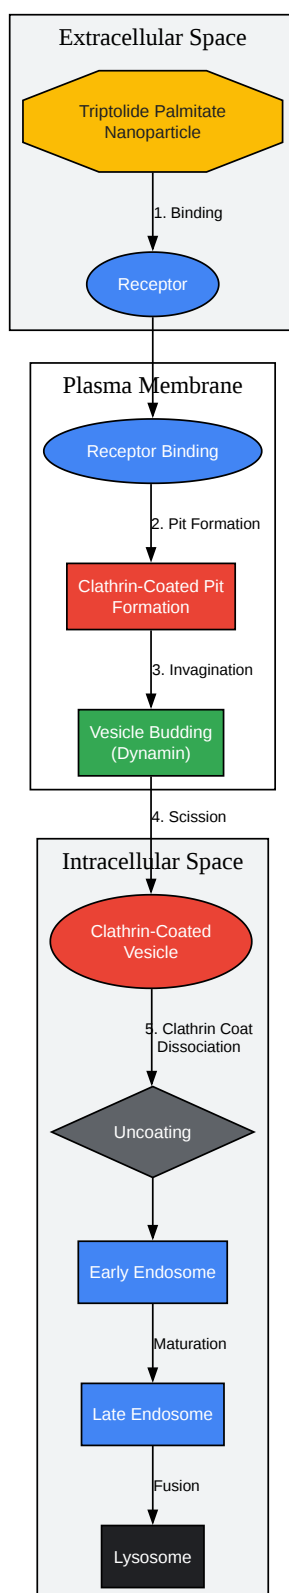 Extracellular Space
Triptolide Palmitate
Nanoparticle
1. Binding
Receptor
Plasma Membrane
Receptor Binding
2. Pit Formation
Clathrin-Coated Pit
Formation
3. Invagination
Vesicle Budding
(Dynamin)
4. Scission
Intracellular Space
Clathrin-Coated
Vesicle
5. Clathrin Coat
Dissociation
Uncoating
Early Endosome
Maturation
Late Endosome
Fusion
Lysosome